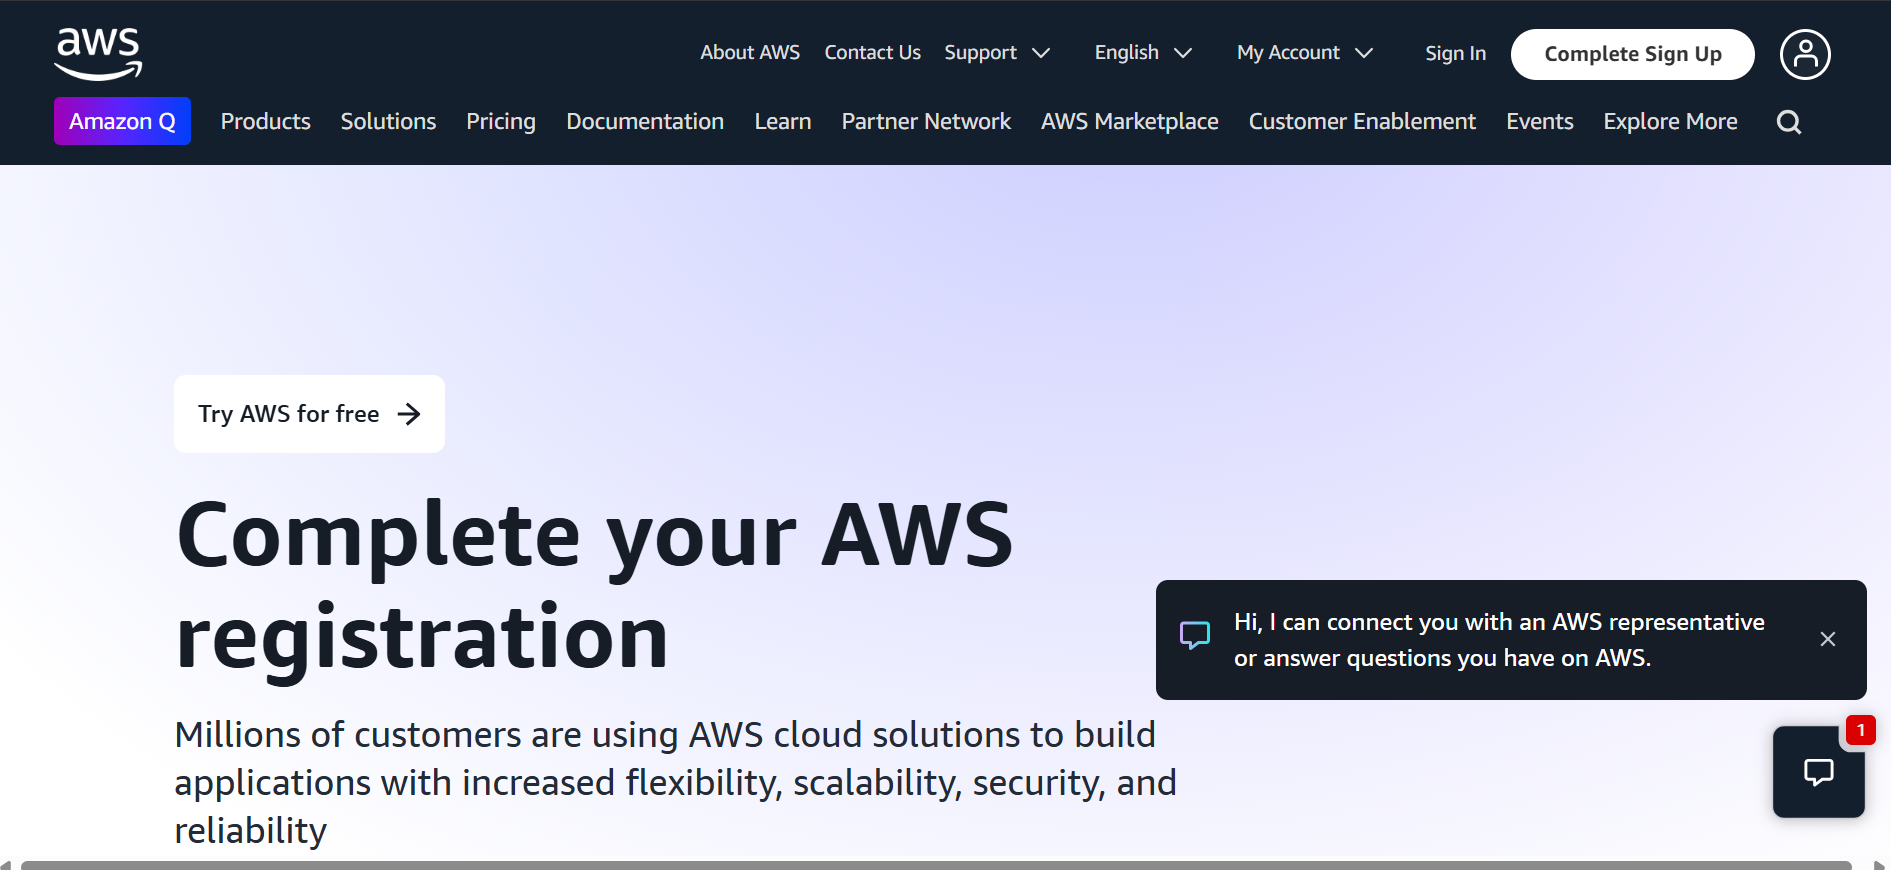 aws
About AWS Contact Us Support English My Account Sign In Complete Sign Up
Amazon Q Products Solutions Pricing Documentation Learn Partner Network AWS Marketplace Customer Enablement Events Explore More
Try AWS for free
Complete your AWS
registration
Hi, I can connect you with an AWS representative
or answer questions you have on AWS.
1
Millions of customers are using AWS cloud solutions to build
applications with increased flexibility, scalability, security, and
reliability